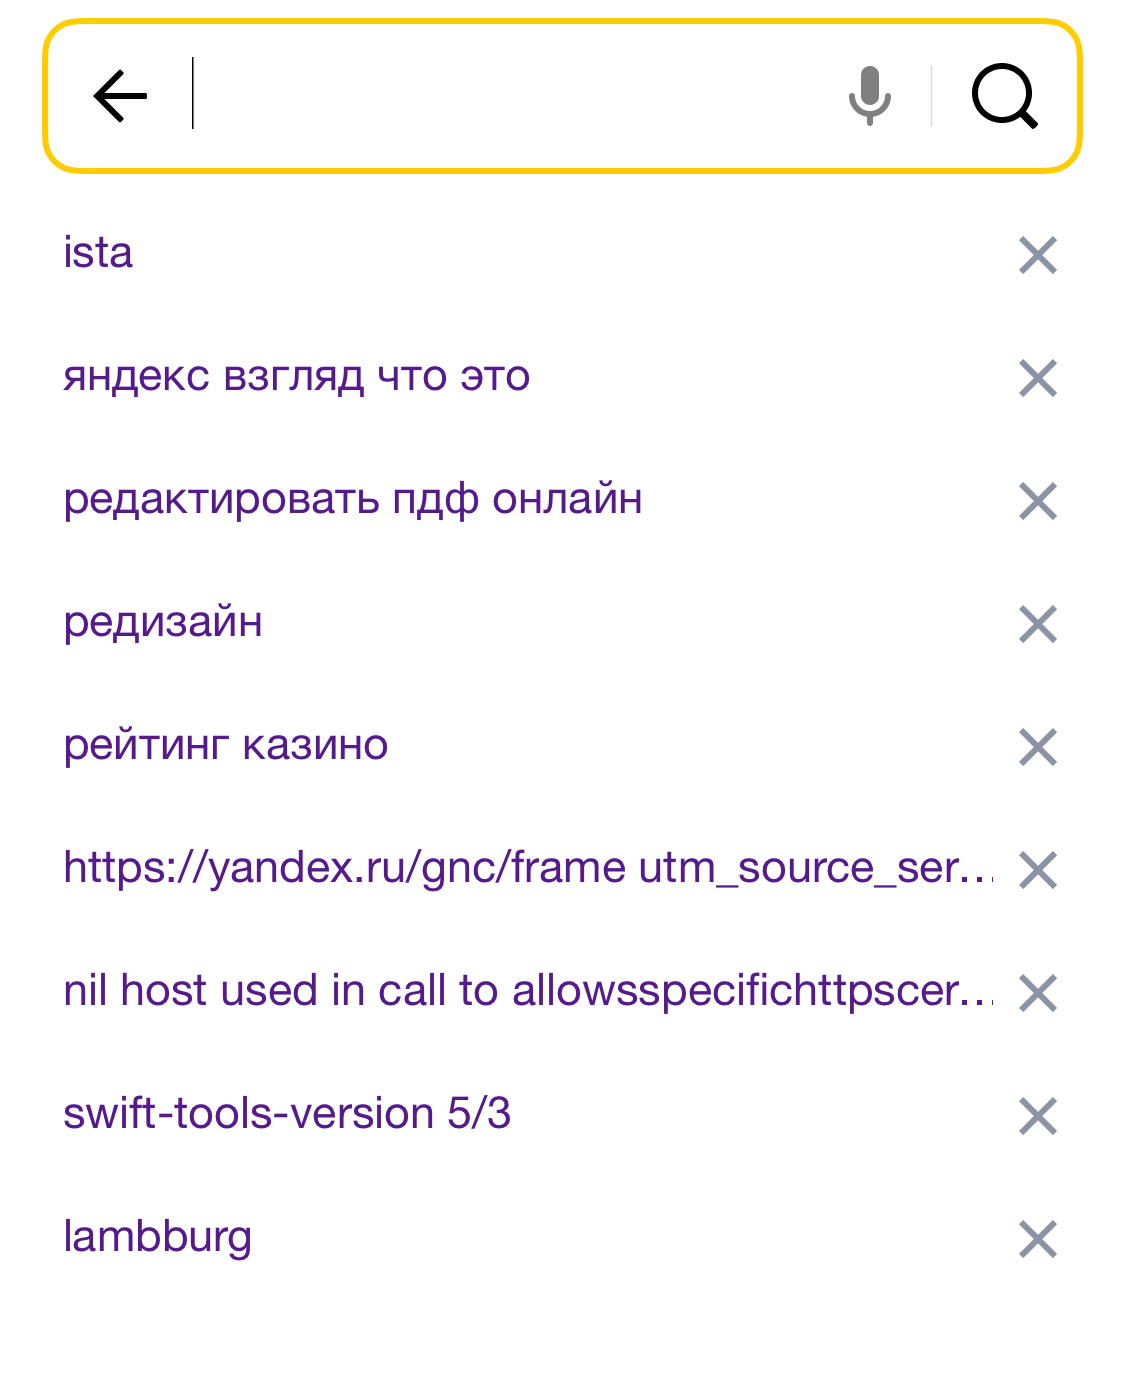 ista
яндекс взгляд что это
редактировать пдф онлайн
редизайн
рейтинг казино
https://yandex.ru/gnc/frame utm_source_ser...
nil host used in call to allowsspecifichttpscer...
swift-tools-version 5/3
lambburg